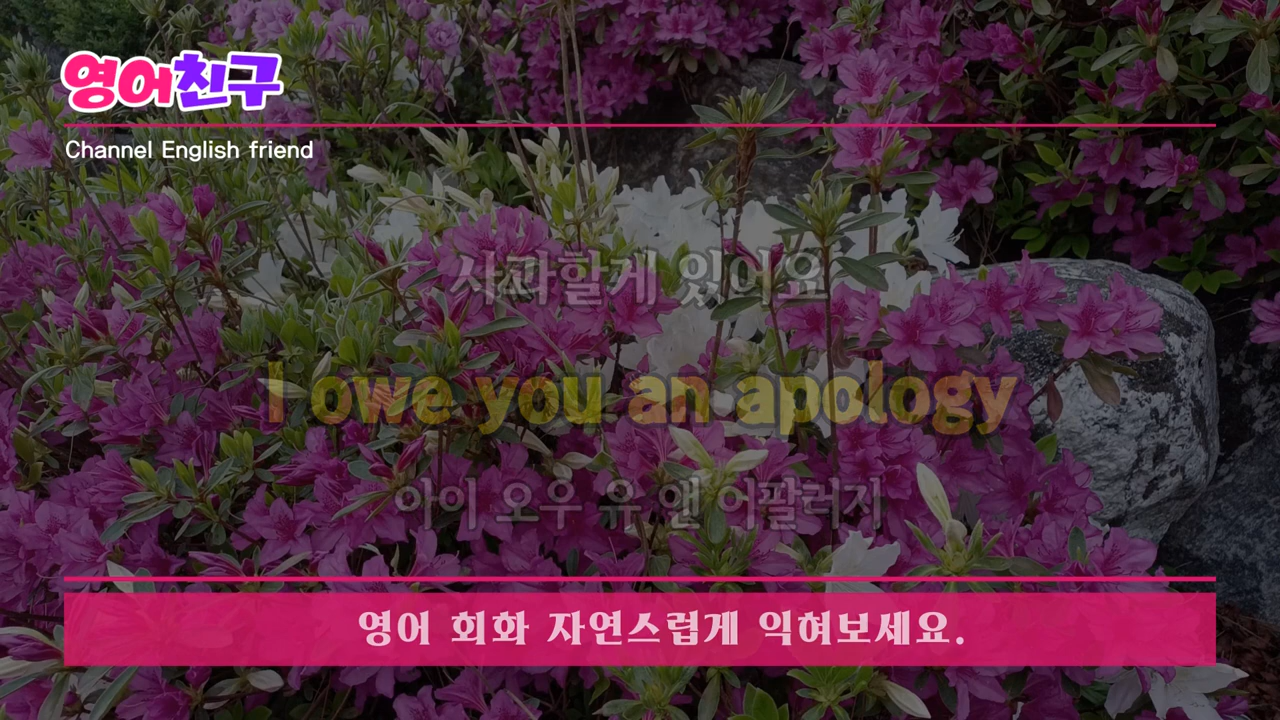 영어친구
Channel English friend
사과할게 있어요
I owe you an apology
아이 오우 유 앤 어팔러지
영어 회화 자연스럽게 익혀보세요.